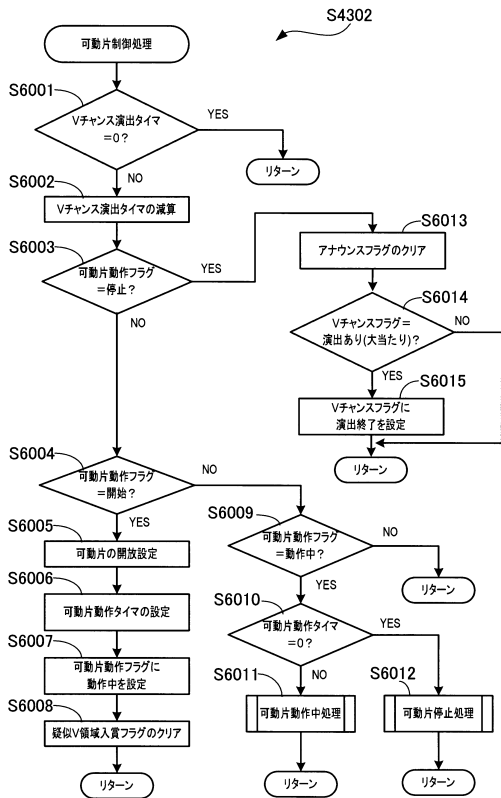 S4302
可動片制御処理
S6001
Vチャンス演出タイマ
=0?
YES
リターン
NO
S6002
Vチャンス演出タイマの減算
S6003
可動片動作フラグ
=停止?
YES
NO
S6013
アナウンスフラグのクリア
S6014
Vチャンスフラグ=
演出あり(大当たり)?
NO
YES
S6015
Vチャンスフラグに
演出終了を設定
リターン
S6004
可動片動作フラグ
=開始?
NO
YES
S6005
可動片の開放設定
S6006
可動片動作タイマの設定
S6007
可動片動作フラグに
動作中を設定
S6008
疑似V領域入賞フラグのクリア
リターン
S6009
可動片動作フラグ
=動作中?
NO
リターン
YES
S6010
可動片動作タイマ
=0?
YES
NO
S6011
可動片動作中処理
リターン
S6012
可動片停止処理
リターン